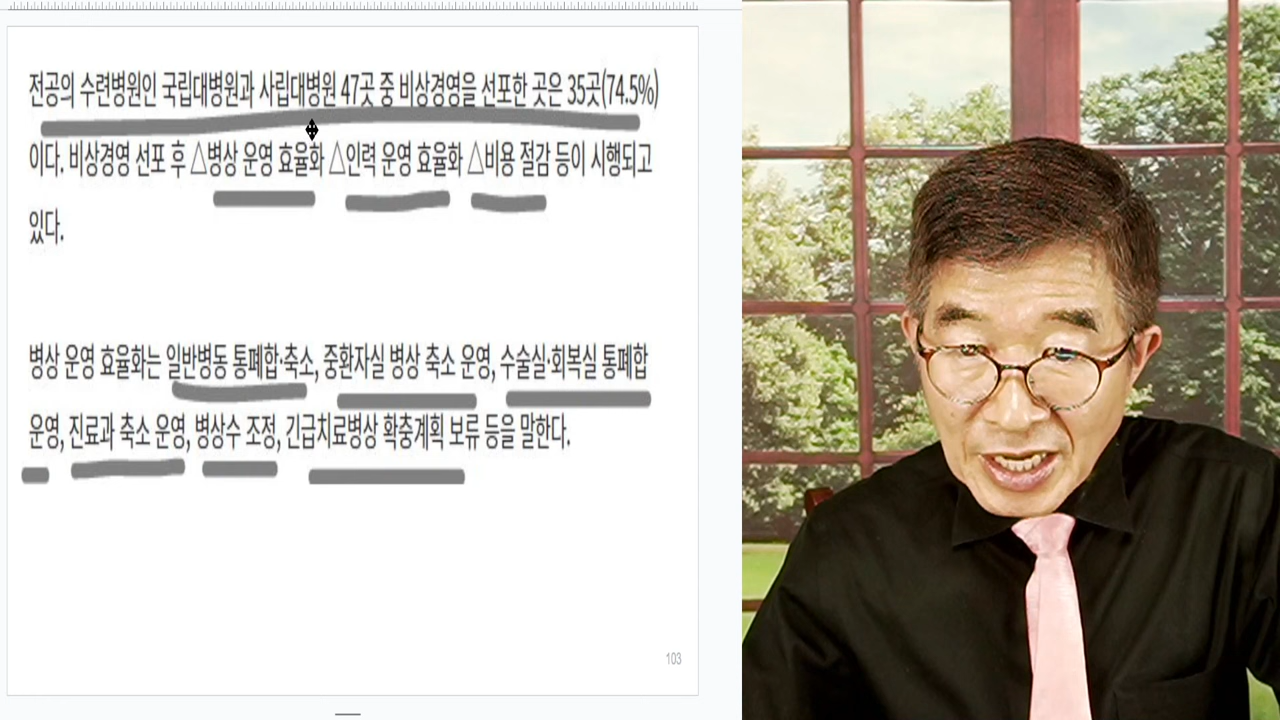 전공의 수련병원인 국립대병원과 사립대병원 47곳 중 비상경영을 선포한 곳은 35곳(74.5%)
이다. 비상경영 선포 후 △병상 운영 효율화 △인력 운영 효율화 △비용 절감 등이 시행되고
있다.
병상 운영 효율화는 일반병동 통폐합·축소, 중환자실 병상 축소 운영, 수술실·회복실 통폐합
운영, 진료과 축소 운영, 병상수 조정, 긴급치료병상 확충계획 보류 등을 말한다.
103